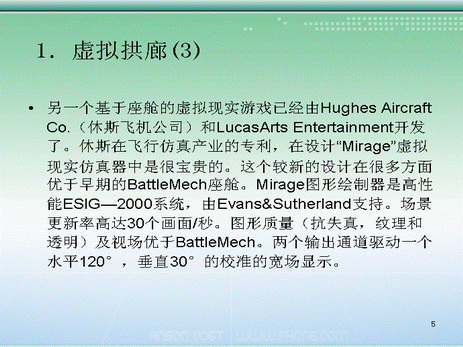 1. 虚拟拱廊(3)
• 另一个基于座舱的虚拟现实游戏已经由Hughes Aircraft
Co.（休斯飞机公司）和LucasArts Entertainment开发
了。休斯在飞行仿真产业的专利，在设计“Mirage”虚拟
现实仿真器中是很宝贵的。这个较新的设计在很多方面
优于早期的BattleMech座舱。Mirage图形绘制器是高性
能ESIG—2000系统，由Evans&Sutherland支持。场景
更新率高达30个画面/秒。图形质量（抗失真，纹理和
透明）及视场优于BattleMech。两个输出通道驱动一个
水平120°，垂直30°的校准的宽场显示。
5